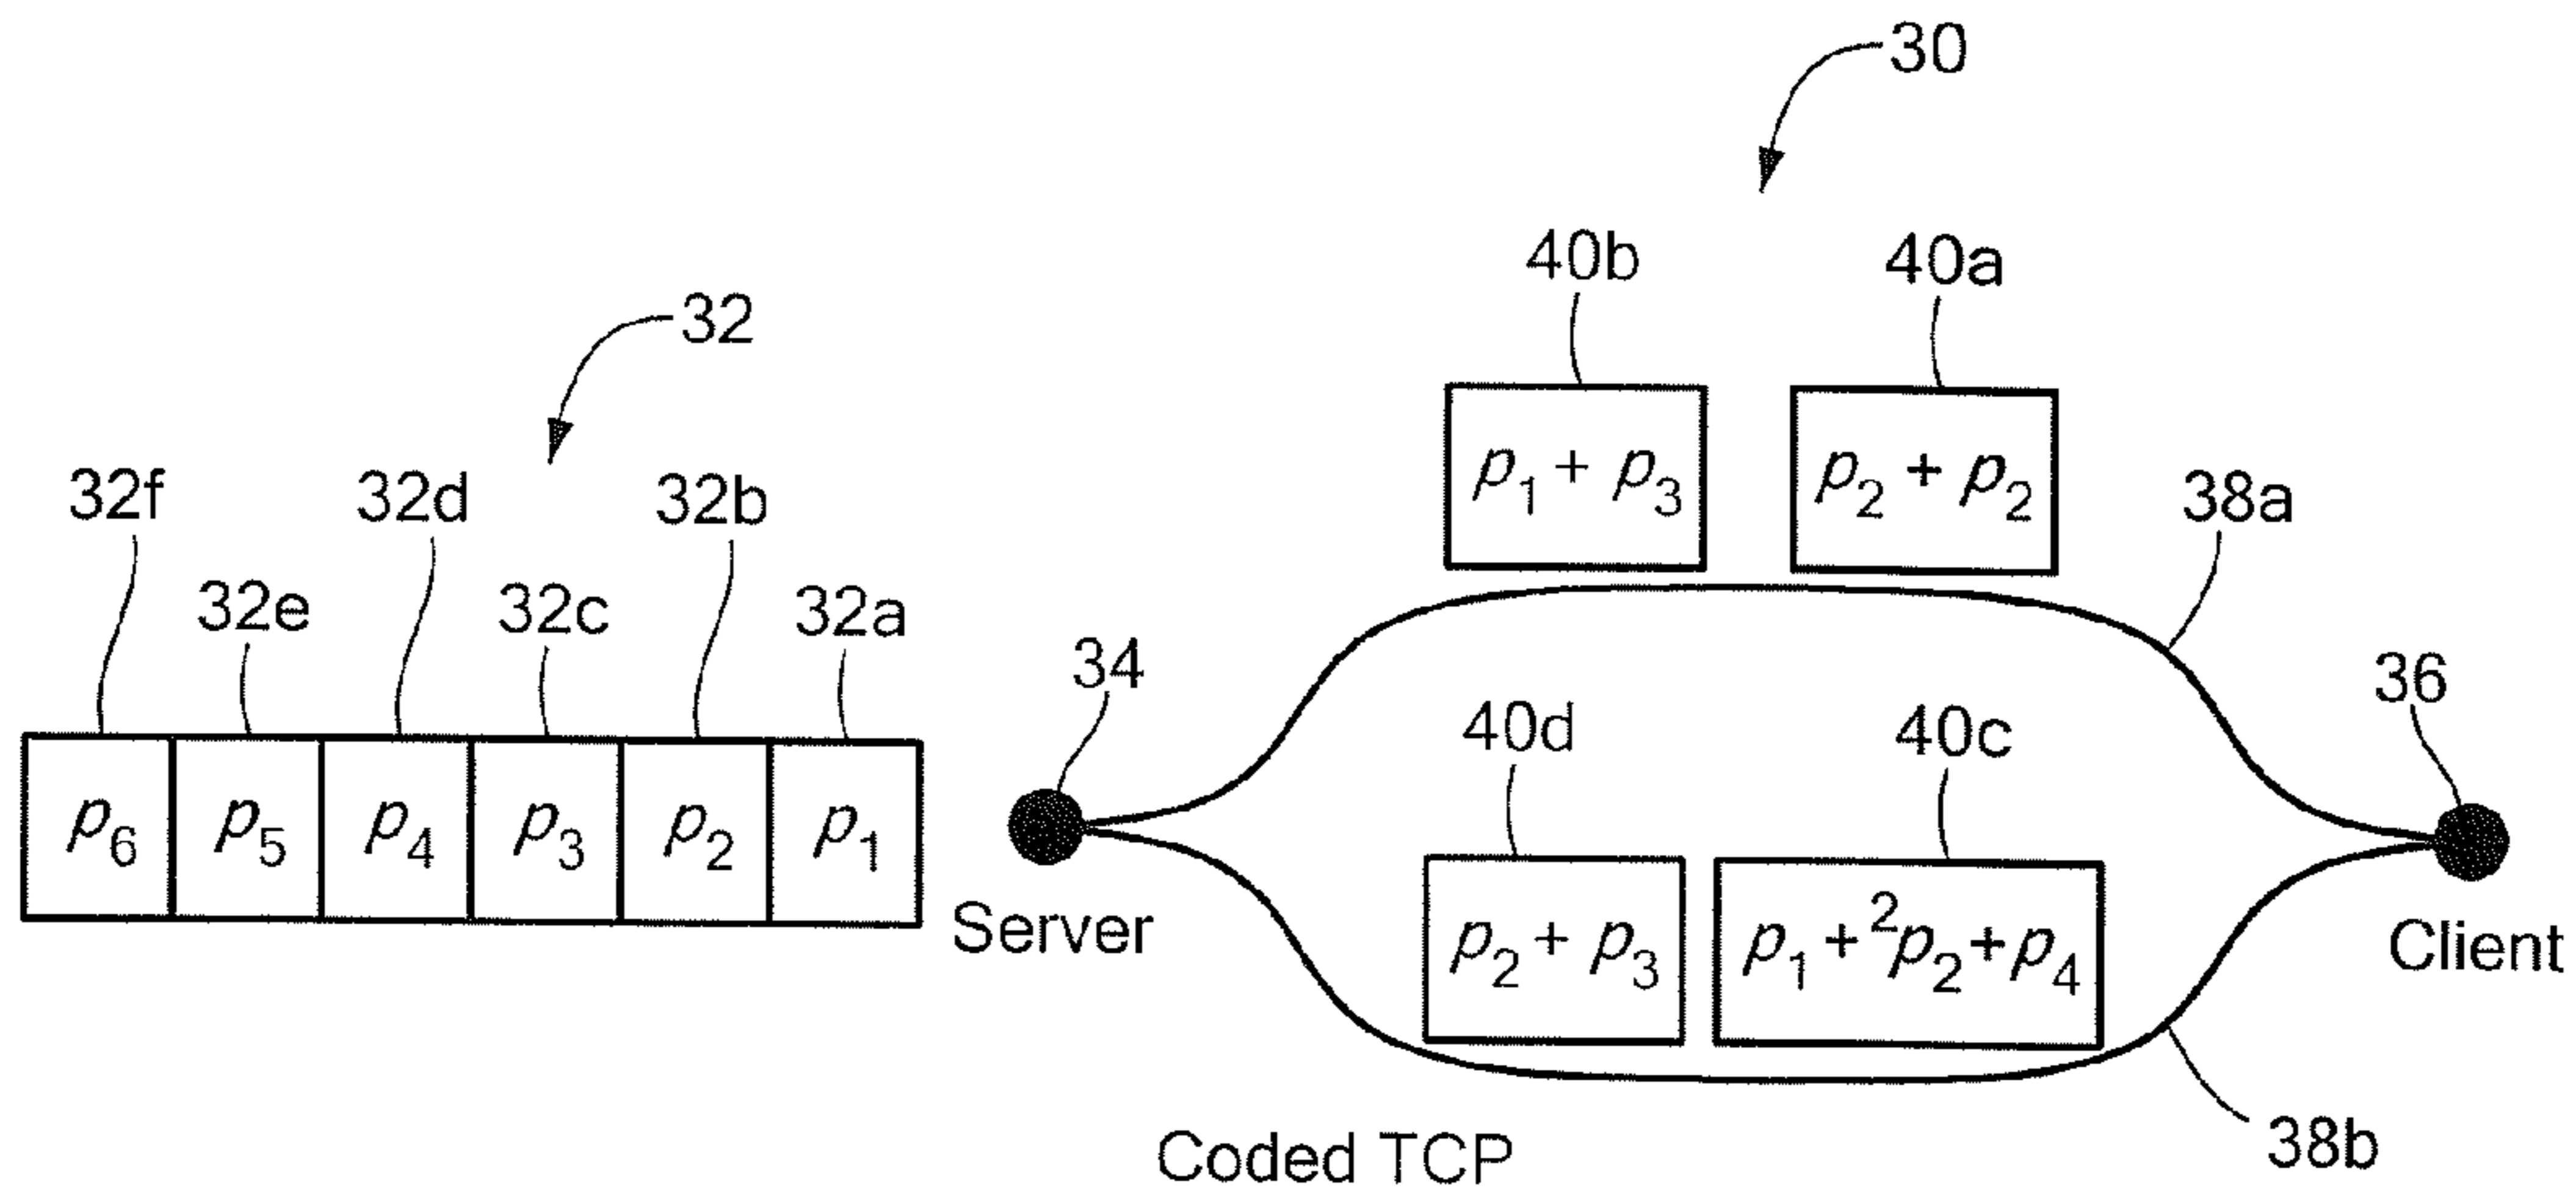 30
40b 40a
32
p1 + p3 p2 + p2
32f 32d 32b
38a
32e 32c 32a
34
36
40d 40c
p6 p5 p4 p3 p2 p1
Server
p2 + p3 p1 + 2p2 + p4
Client
Coded TCP
38b